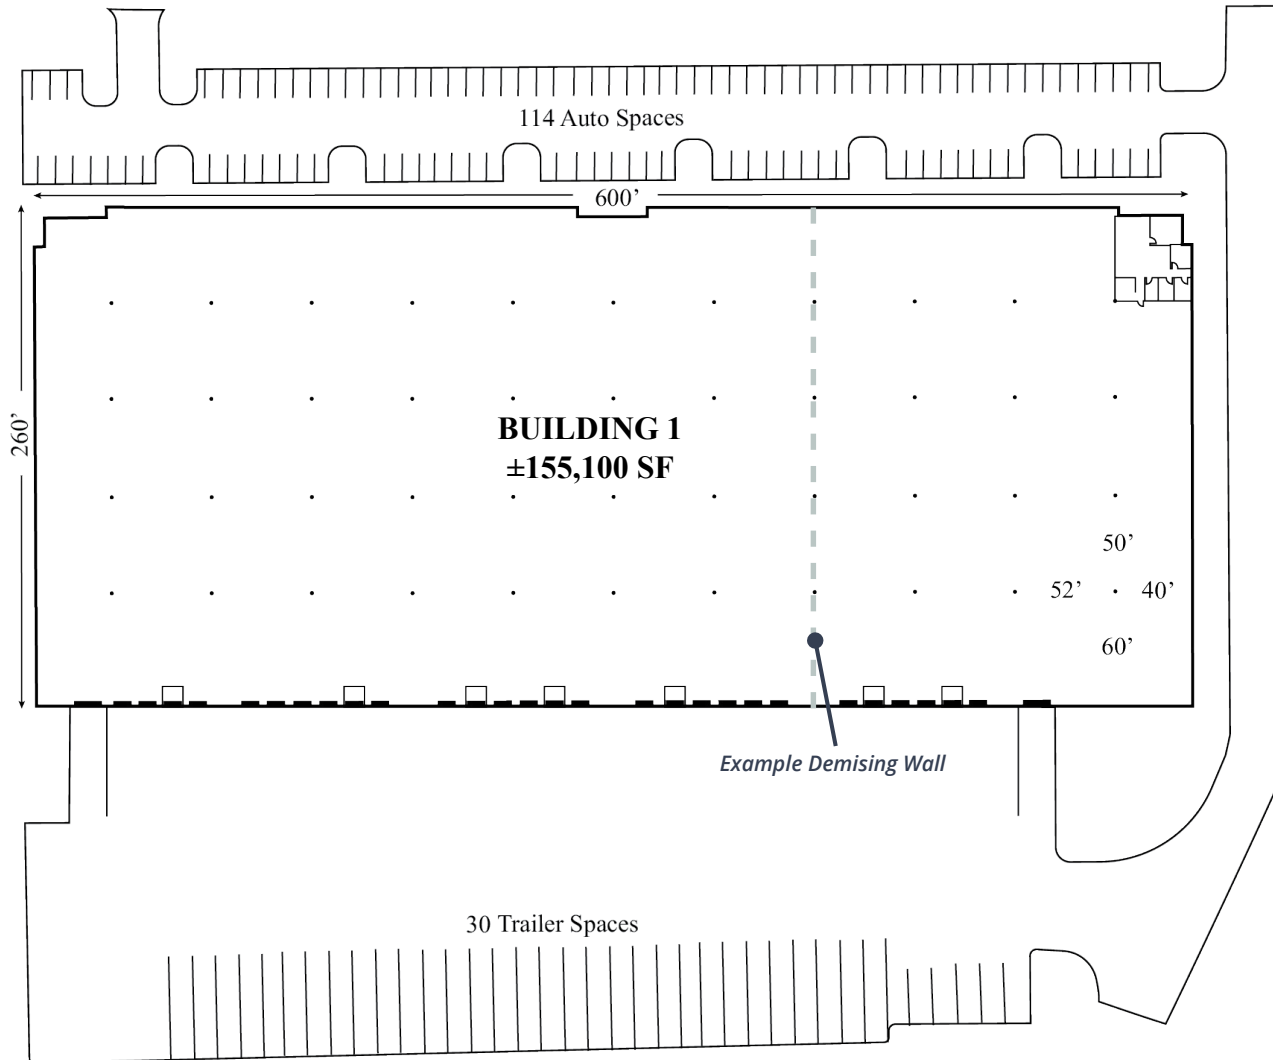 114 Auto Spaces
600’
260’
BUILDING 1
±155,100 SF
50’
52’
40’
60’
Example Demising Wall
30 Trailer Spaces